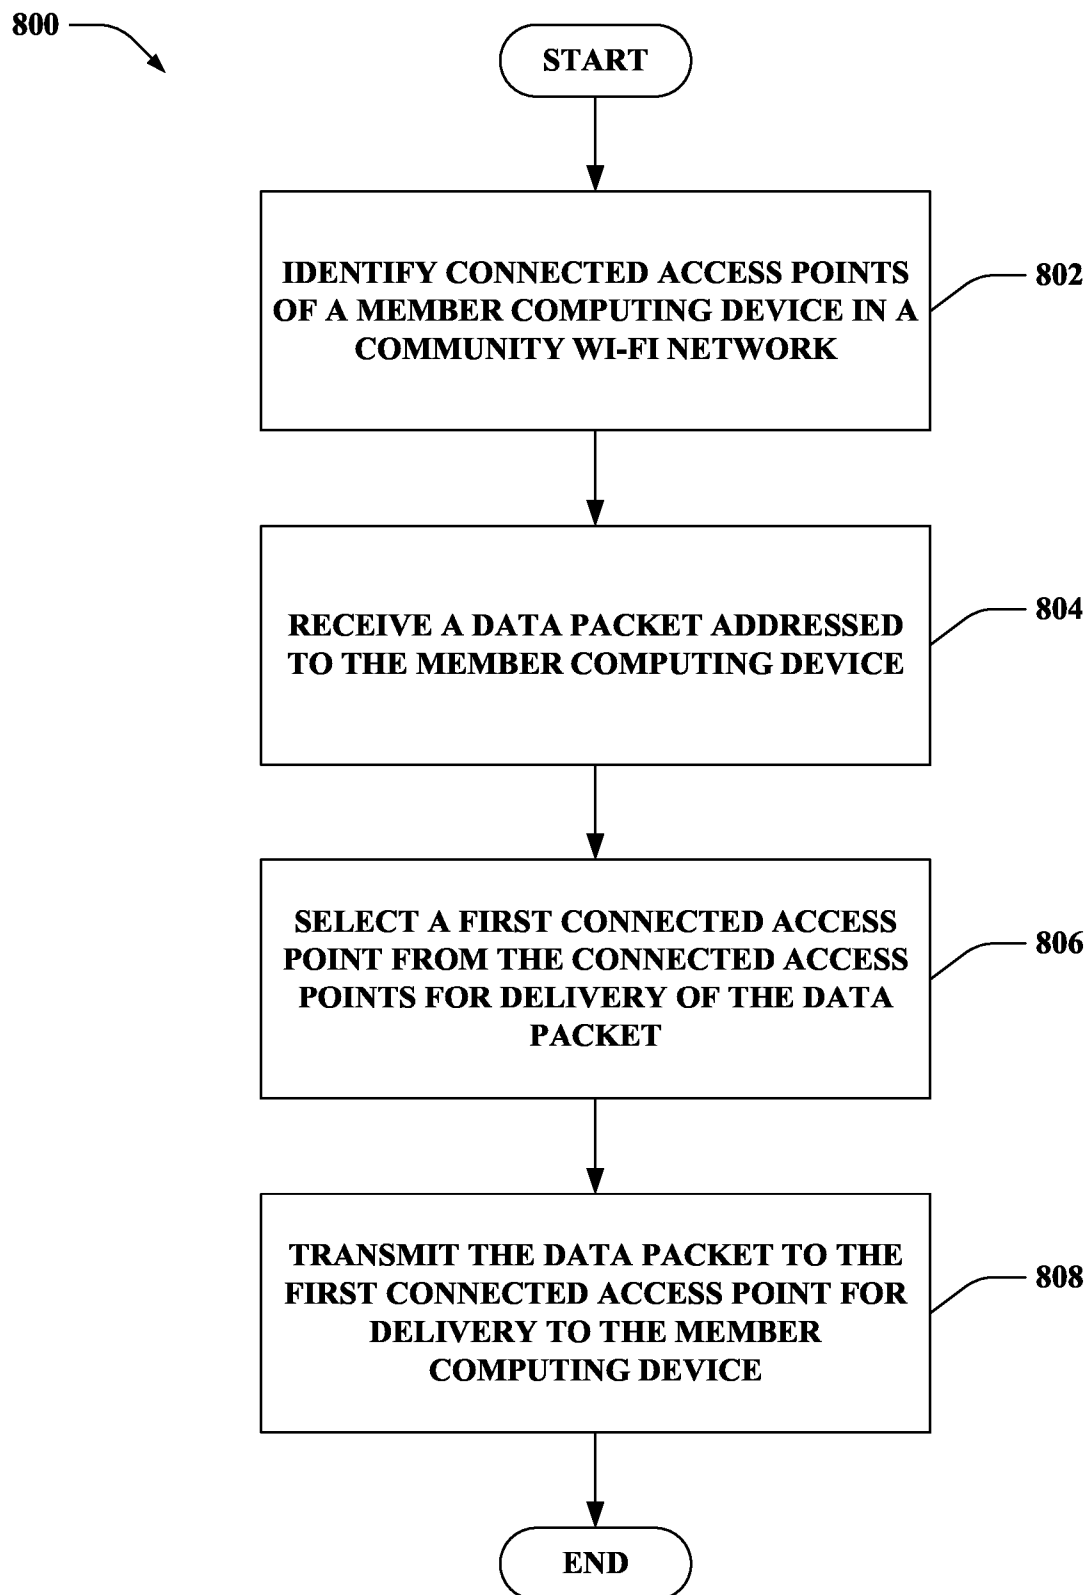 800
START
IDENTIFY CONNECTED ACCESS POINTS
OF A MEMBER COMPUTING DEVICE IN A
COMMUNITY WI-FI NETWORK
802
RECEIVE A DATA PACKET ADDRESSED
TO THE MEMBER COMPUTING DEVICE
804
SELECT A FIRST CONNECTED ACCESS
POINT FROM THE CONNECTED ACCESS
POINTS FOR DELIVERY OF THE DATA
PACKET
806
TRANSMIT THE DATA PACKET TO THE
FIRST CONNECTED ACCESS POINT FOR
DELIVERY TO THE MEMBER
COMPUTING DEVICE
808
END